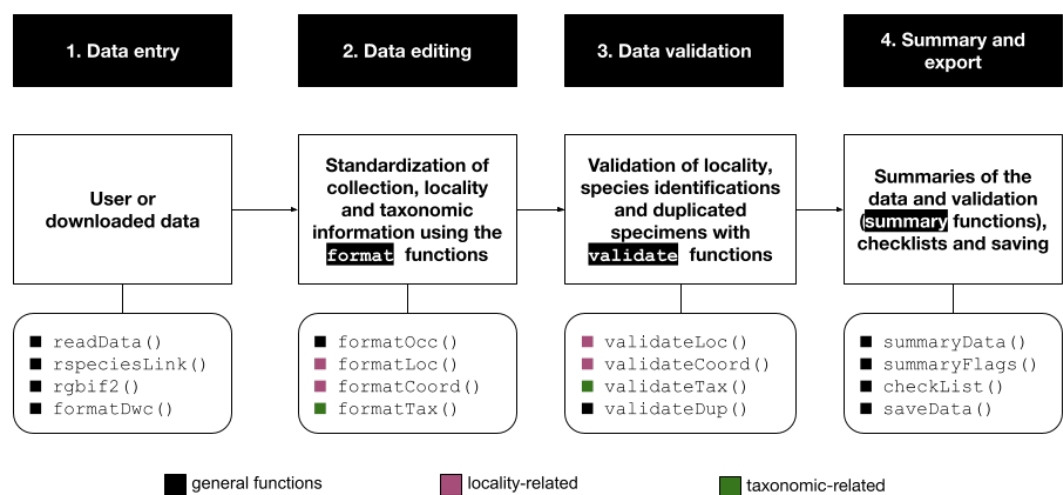 1. Data entry
2. Data editing
3. Data validation
4. Summary and
export
User or
downloaded data
Standardization of
collection, locality
and taxonomic
information using the
format functions
Validation of locality,
species identifications
and duplicated
specimens with
validate functions
Summaries of the
data and validation
(summary functions),
checklists and saving
readData()
rspeciesLink()
rgbif2()
formatDwc()
formatOcc()
formatLoc()
formatCoord()
formatTax()
validateLoc()
validateCoord()
validateTax()
validateDup()
summaryData()
summaryFlags()
checkList()
saveData()
general functions
locality-related
taxonomic-related